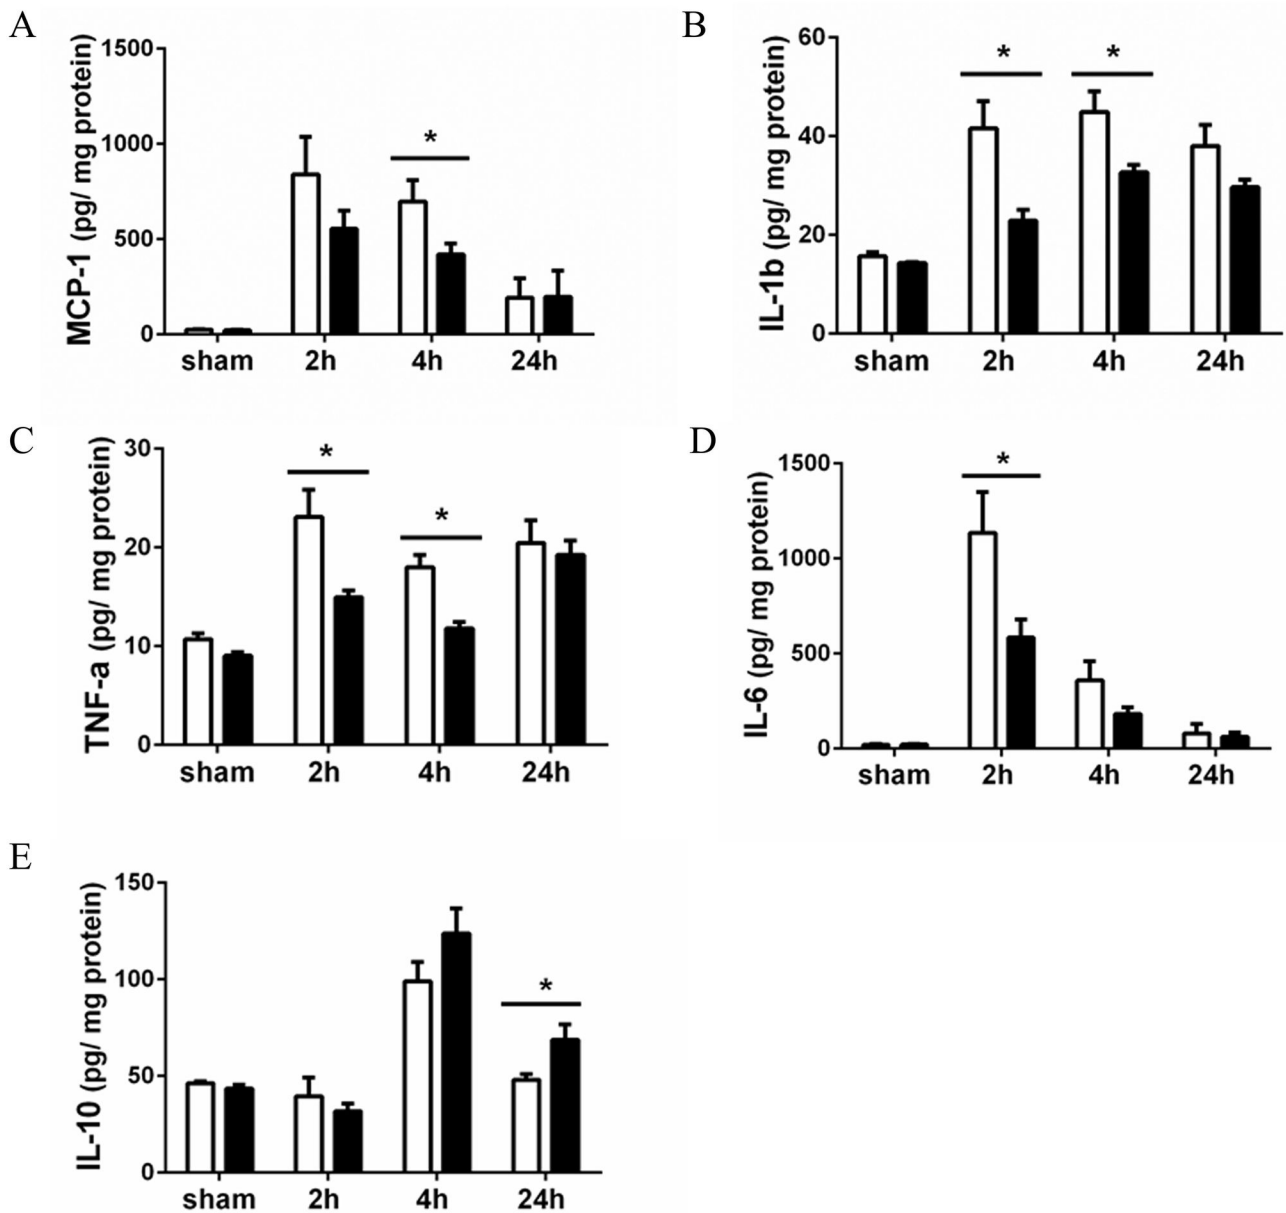 A
MCP-1 (pg/ mg protein)
1500
1000
500
0
*
sham 2h 4h 24h
B
IL-1b (pg/ mg protein)
60
40
20
0
* *
sham 2h 4h 24h
C
TNF-a (pg/ mg protein)
30
20
10
0
*
*
sham 2h 4h 24h
D
IL-6 (pg/ mg protein)
1500
1000
500
0
*
sham 2h 4h 24h
E
IL-10 (pg/ mg protein)
150
100
50
0
*
sham 2h 4h 24h